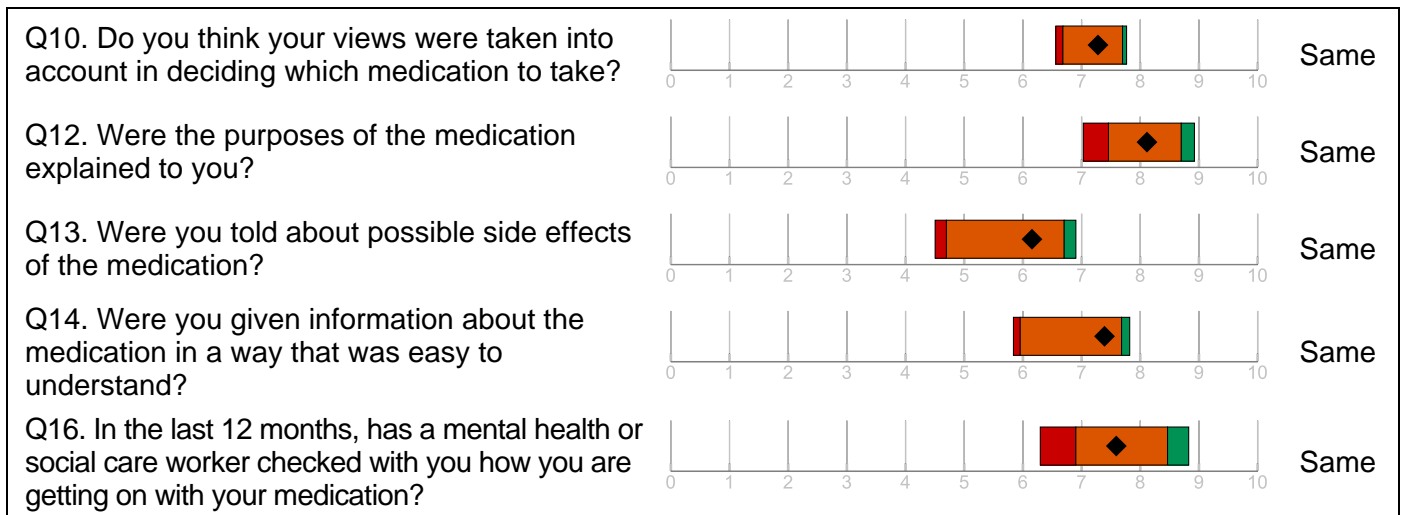 Q10. Do you think your views were taken into
account in deciding which medication to take?
0 1 2 3 4 5 6 7 8 9 10
Same
Q12. Were the purposes of the medication
explained to you?
0 1 2 3 4 5 6 7 8 9 10
Same
Q13. Were you told about possible side effects
of the medication?
0 1 2 3 4 5 6 7 8 9 10
Same
Q14. Were you given information about the
medication in a way that was easy to
understand?
0 1 2 3 4 5 6 7 8 9 10
Same
Q16. In the last 12 months, has a mental health or
social care worker checked with you how you are
getting on with your medication?
0 1 2 3 4 5 6 7 8 9 10
Same